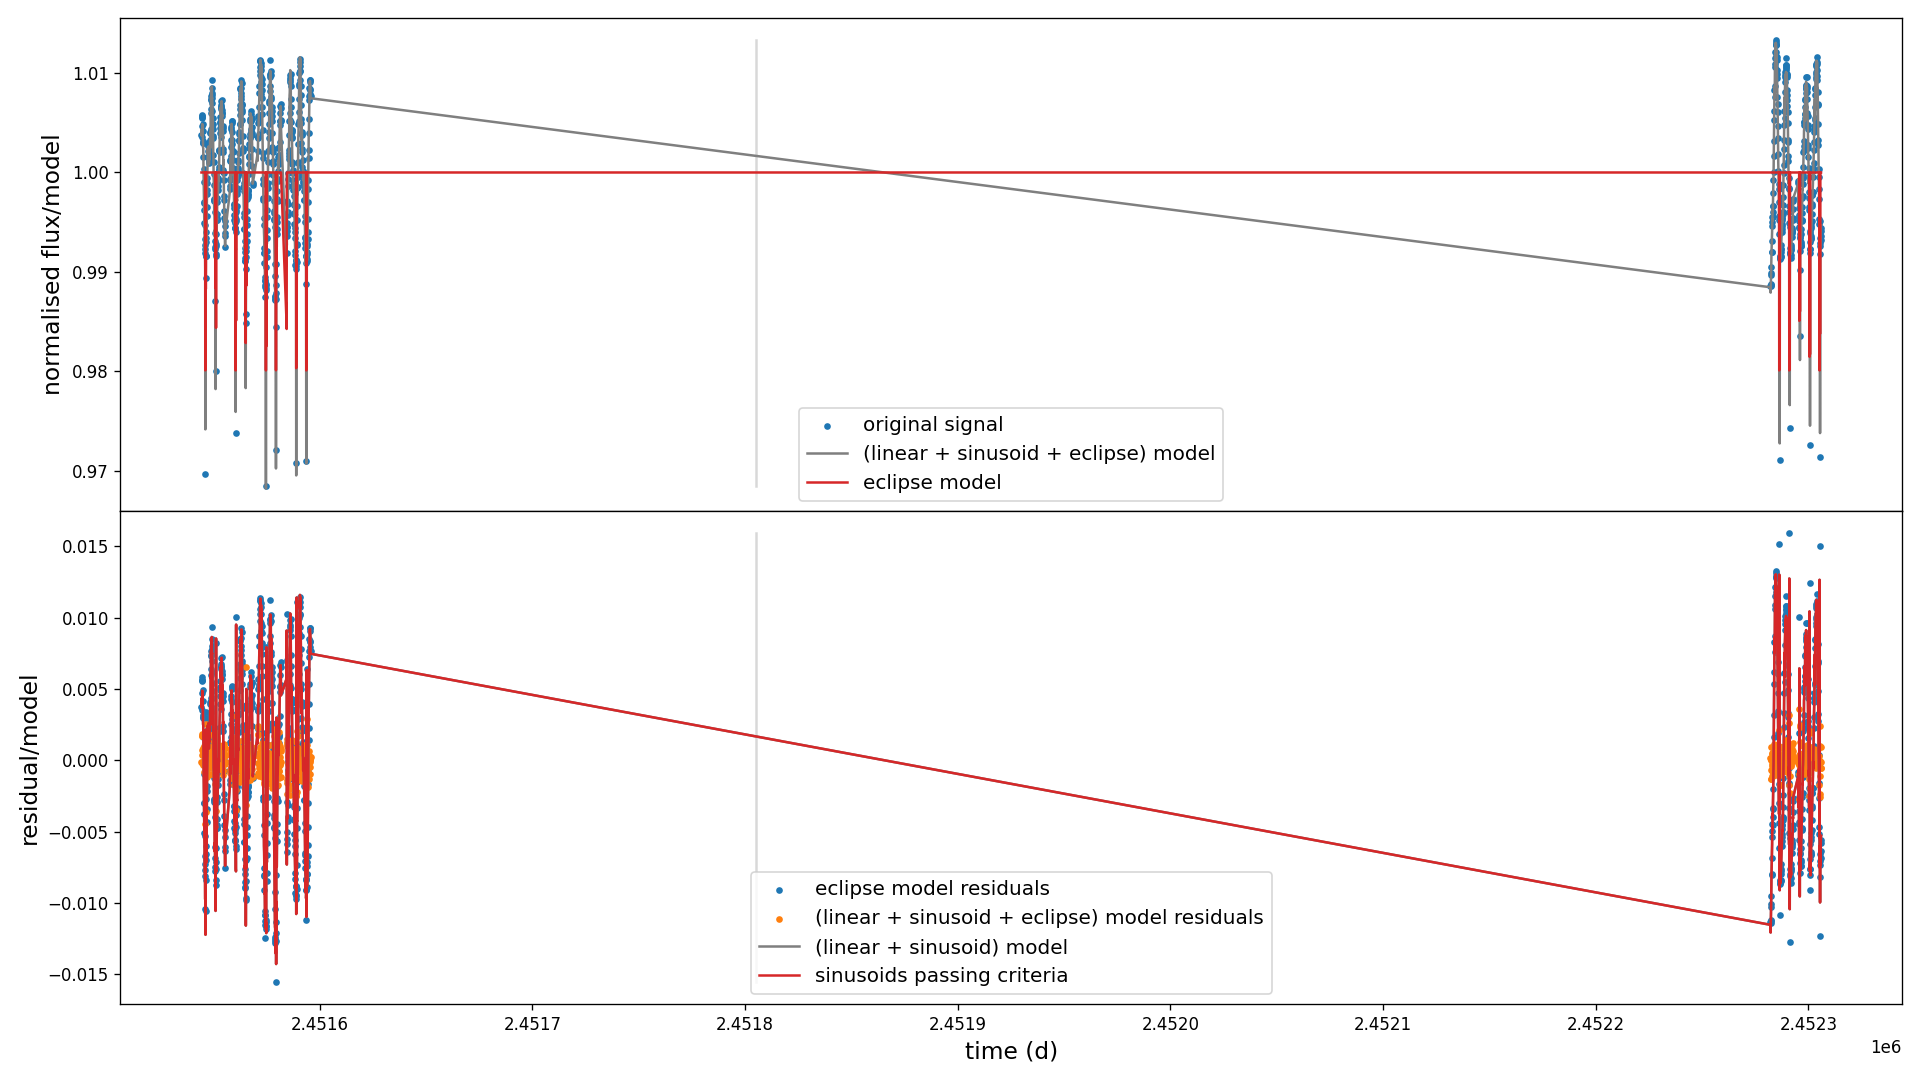 normalised flux/model
1.01
1.00
0.99
0.98
0.97
original signal
(linear + sinusoid + eclipse) model
eclipse model
residual/model
0.015
0.010
0.005
0.000
−0.005
−0.010
−0.015
eclipse model residuals
(linear + sinusoid + eclipse) model residuals
(linear + sinusoid) model
sinusoids passing criteria
2.4516 2.4517 2.4518 2.4519 2.4520 2.4521 2.4522 2.4523
time (d)
1e6